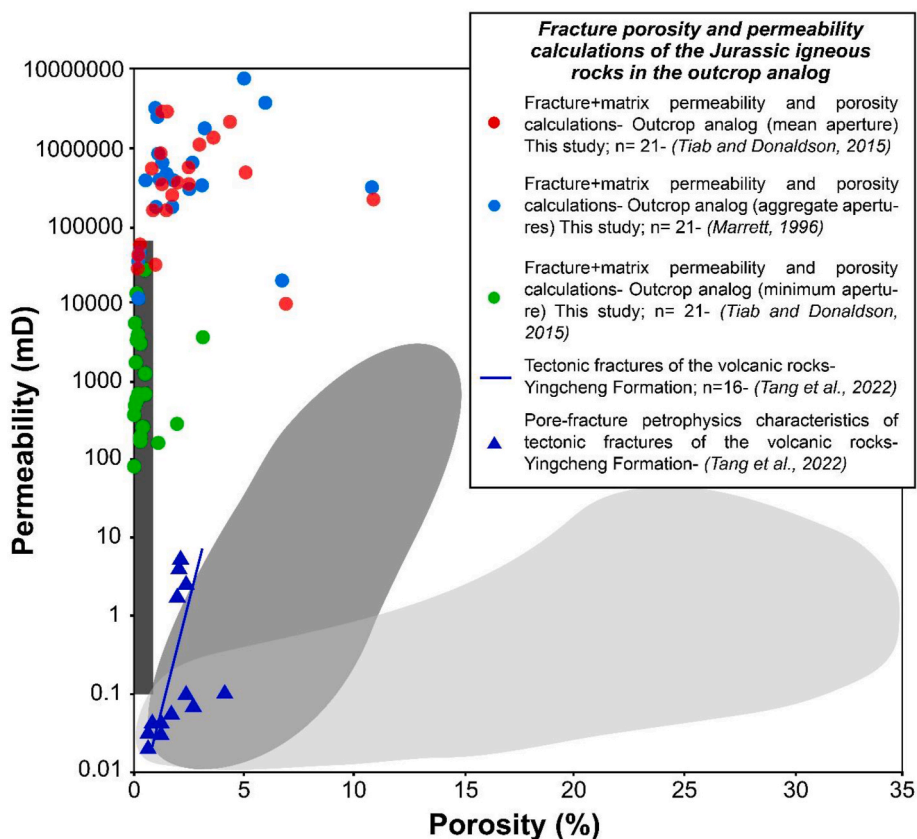 Fracture porosity and permeability
calculations of the Jurassic igneous
rocks in the outcrop analog
Fracture+matrix permeability and porosity
calculations- Outcrop analog (mean aperture)
This study; n= 21- (Tiab and Donaldson, 2015)
Fracture+matrix permeability and porosity
calculations- Outcrop analog (aggregate apertu-
res) This study; n= 21- (Marrett, 1996)
Fracture+matrix permeability and porosity
calculations- Outcrop analog (minimum apertu-
re) This study; n= 21- (Tiab and Donaldson,
2015)
Tectonic fractures of the volcanic rocks-
Yingcheng Formation; n=16- (Tang et al., 2022)
Pore-fracture petrophysics characteristics of
tectonic fractures of the volcanic rocks-
Yingcheng Formation- (Tang et al., 2022)
Permeability (mD)
10000000
1000000
100000
10000
1000
100
10
1
0.1
0.01
0
5
10
15
20
25
30
35
Porosity (%)